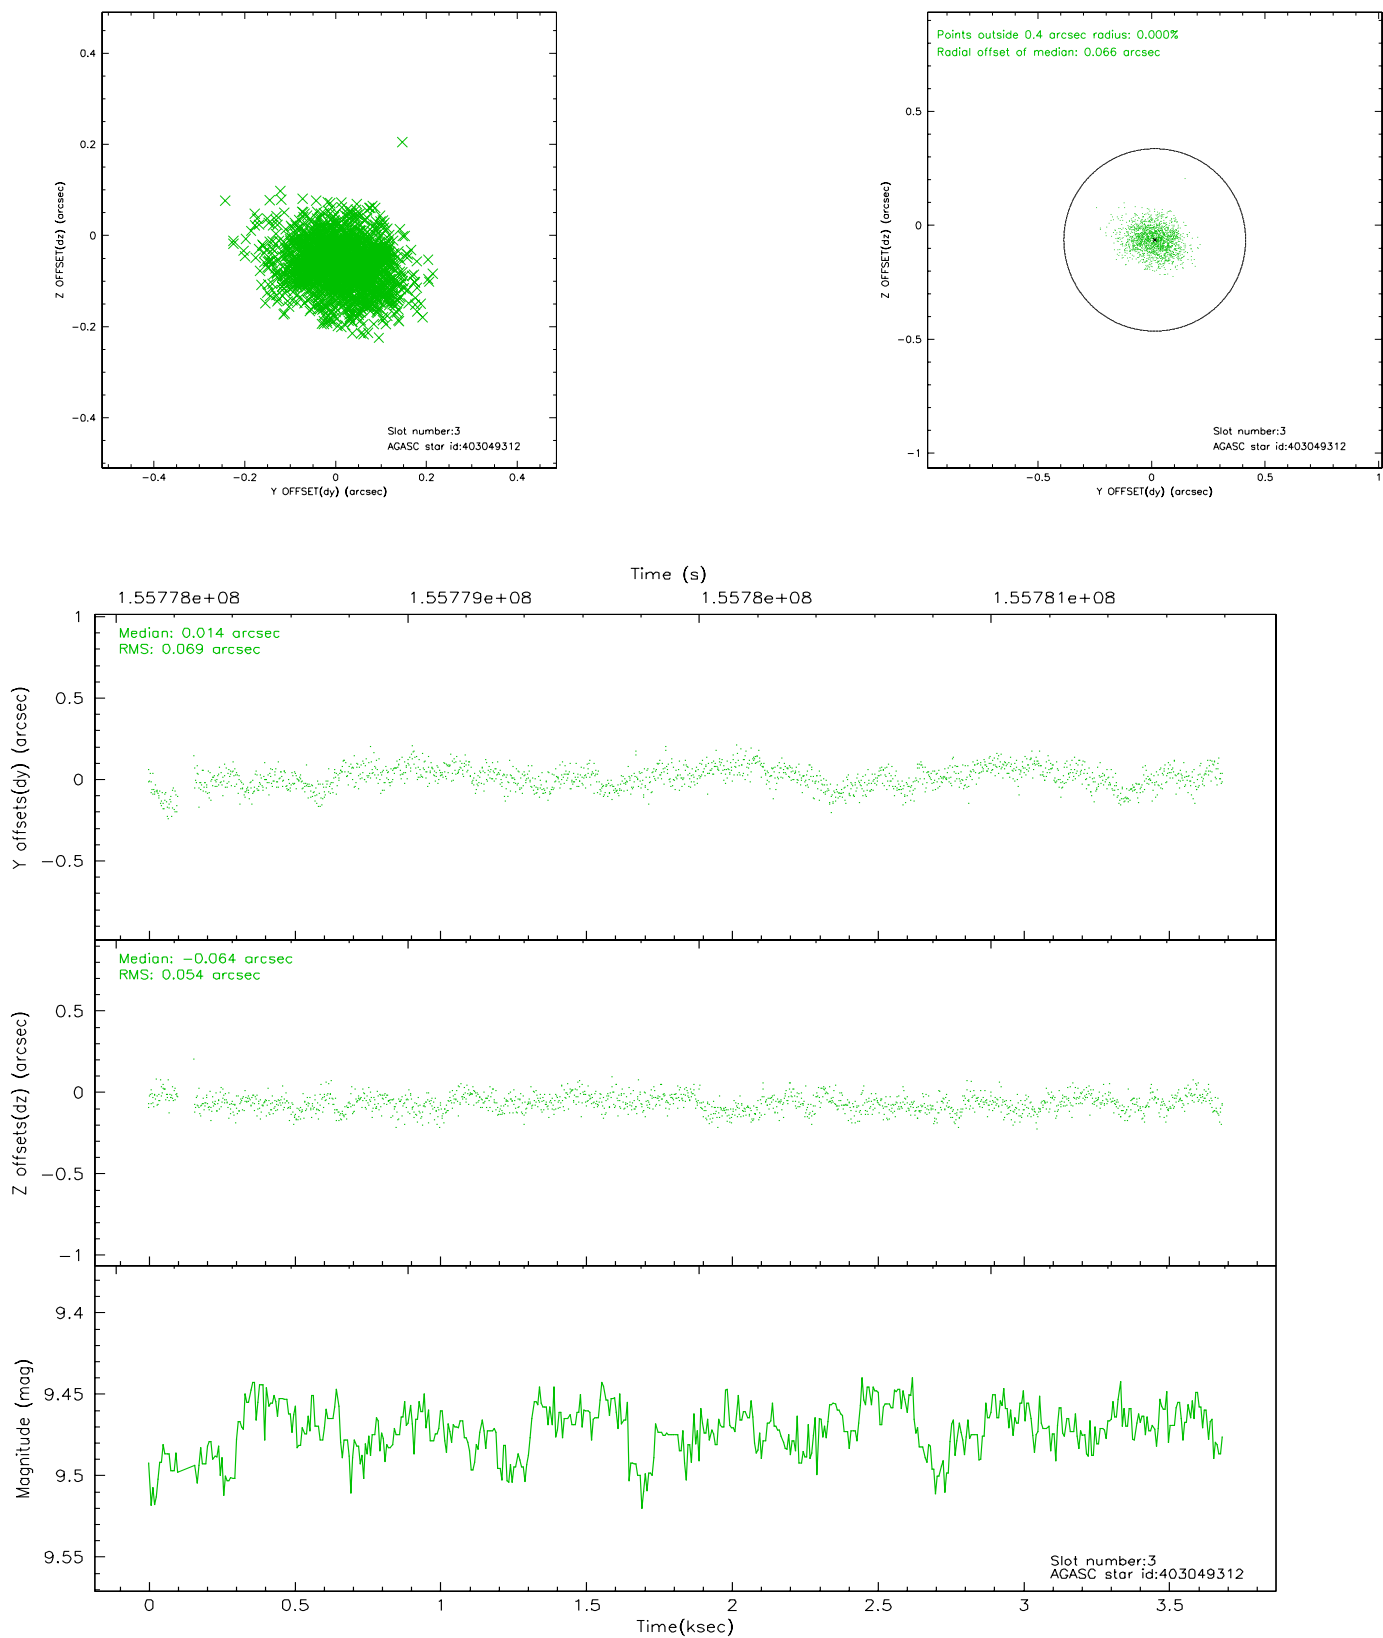 0.4
0.2
0
−0.2
−0.4
Z OFFSET(dz) (arcsec)
Slot number:3
AGASC star id:403049312
−0.4 −0.2 0 0.2 0.4
Y OFFSET(dy) (arcsec)
Points outside 0.4 arcsec radius: 0.000%
Radial offset of median: 0.066 arcsec
0.5
0
−0.5
−1
Z OFFSET(dz) (arcsec)
Slot number:3
AGASC star id:403049312
−0.5 0 0.5 1
Y OFFSET(dy) (arcsec)
Time (s)
1.55778e+08 1.55779e+08 1.5578e+08 1.55781e+08
Median: 0.014 arcsec
RMS: 0.069 arcsec
1
0.5
0
−0.5
Y offsets(dy) (arcsec)
Median: −0.064 arcsec
RMS: 0.054 arcsec
0.5
0
−0.5
−1
Z offsets(dz) (arcsec)
9.4
9.45
9.5
9.55
Magnitude (mag)
Slot number:3
AGASC star id:403049312
0 0.5 1 1.5 2 2.5 3 3.5
Time(ksec)